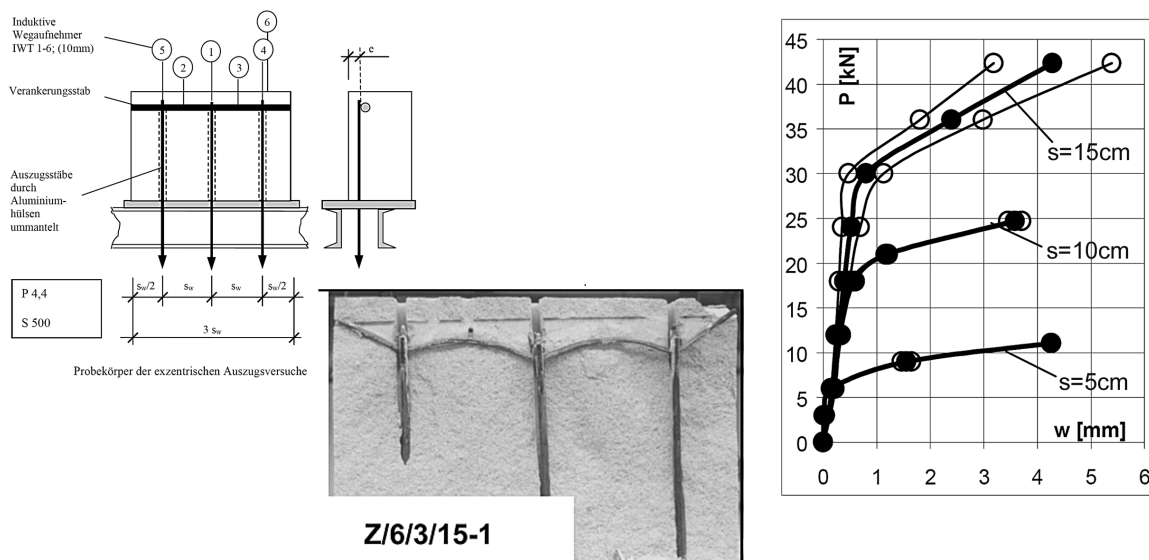 Induktive
Wegaufnehmer
IWT 1-6; (10mm)
6
5
1
4
2
3
Verankerungsstab
Auszugsstäbe
durch
Aluminium-
hülsen
ummantelt
e
P 4,4
S 500
sw/2
sw
sw
sw/2
3 sw
Probekörper der exzentrischen Auszugsversuche
Z/6/3/15-1
P [kN]
45
40
35
30
25
20
15
10
5
0
s=15cm
s=10cm
s=5cm
w [mm]
0 1 2 3 4 5 6